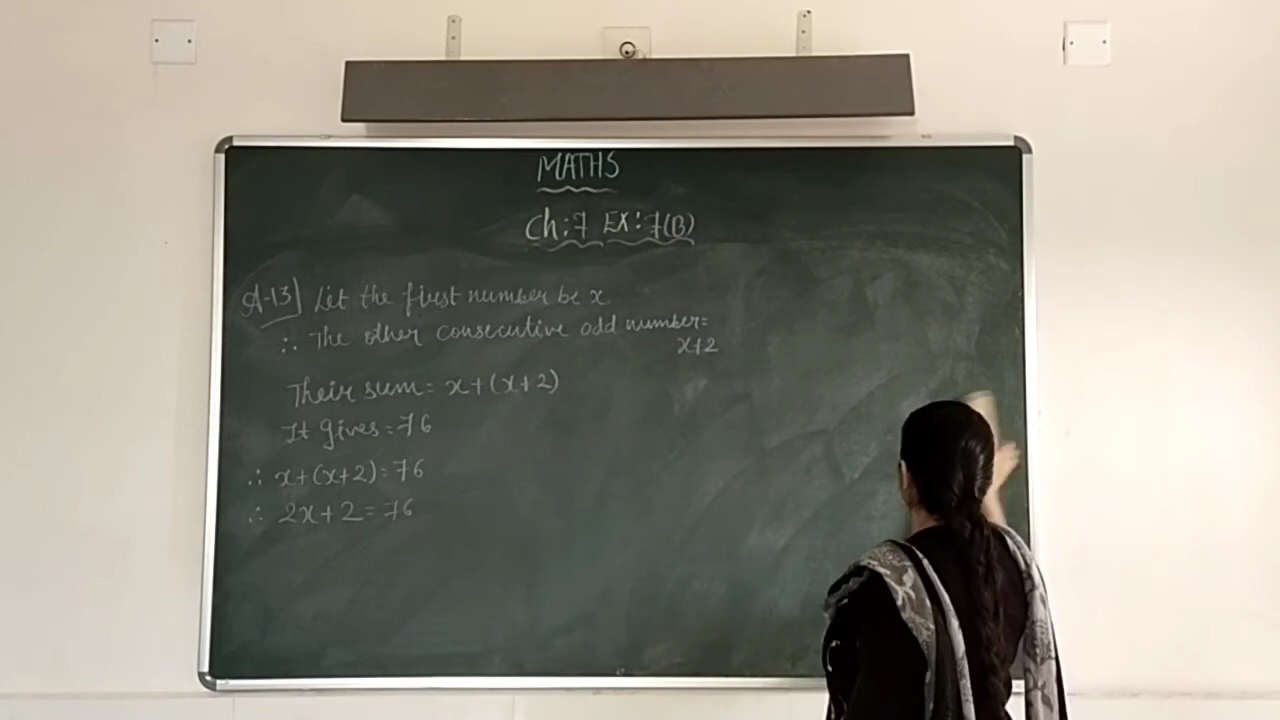 MATHS
Ch:7 EX:7(B)
A-13] Let the first number be x
∴ The other consecutive odd number=
x+2
Their sum= x+(x+2)
It gives=76
∴ x+(x+2)=76
∴ 2x+2=76